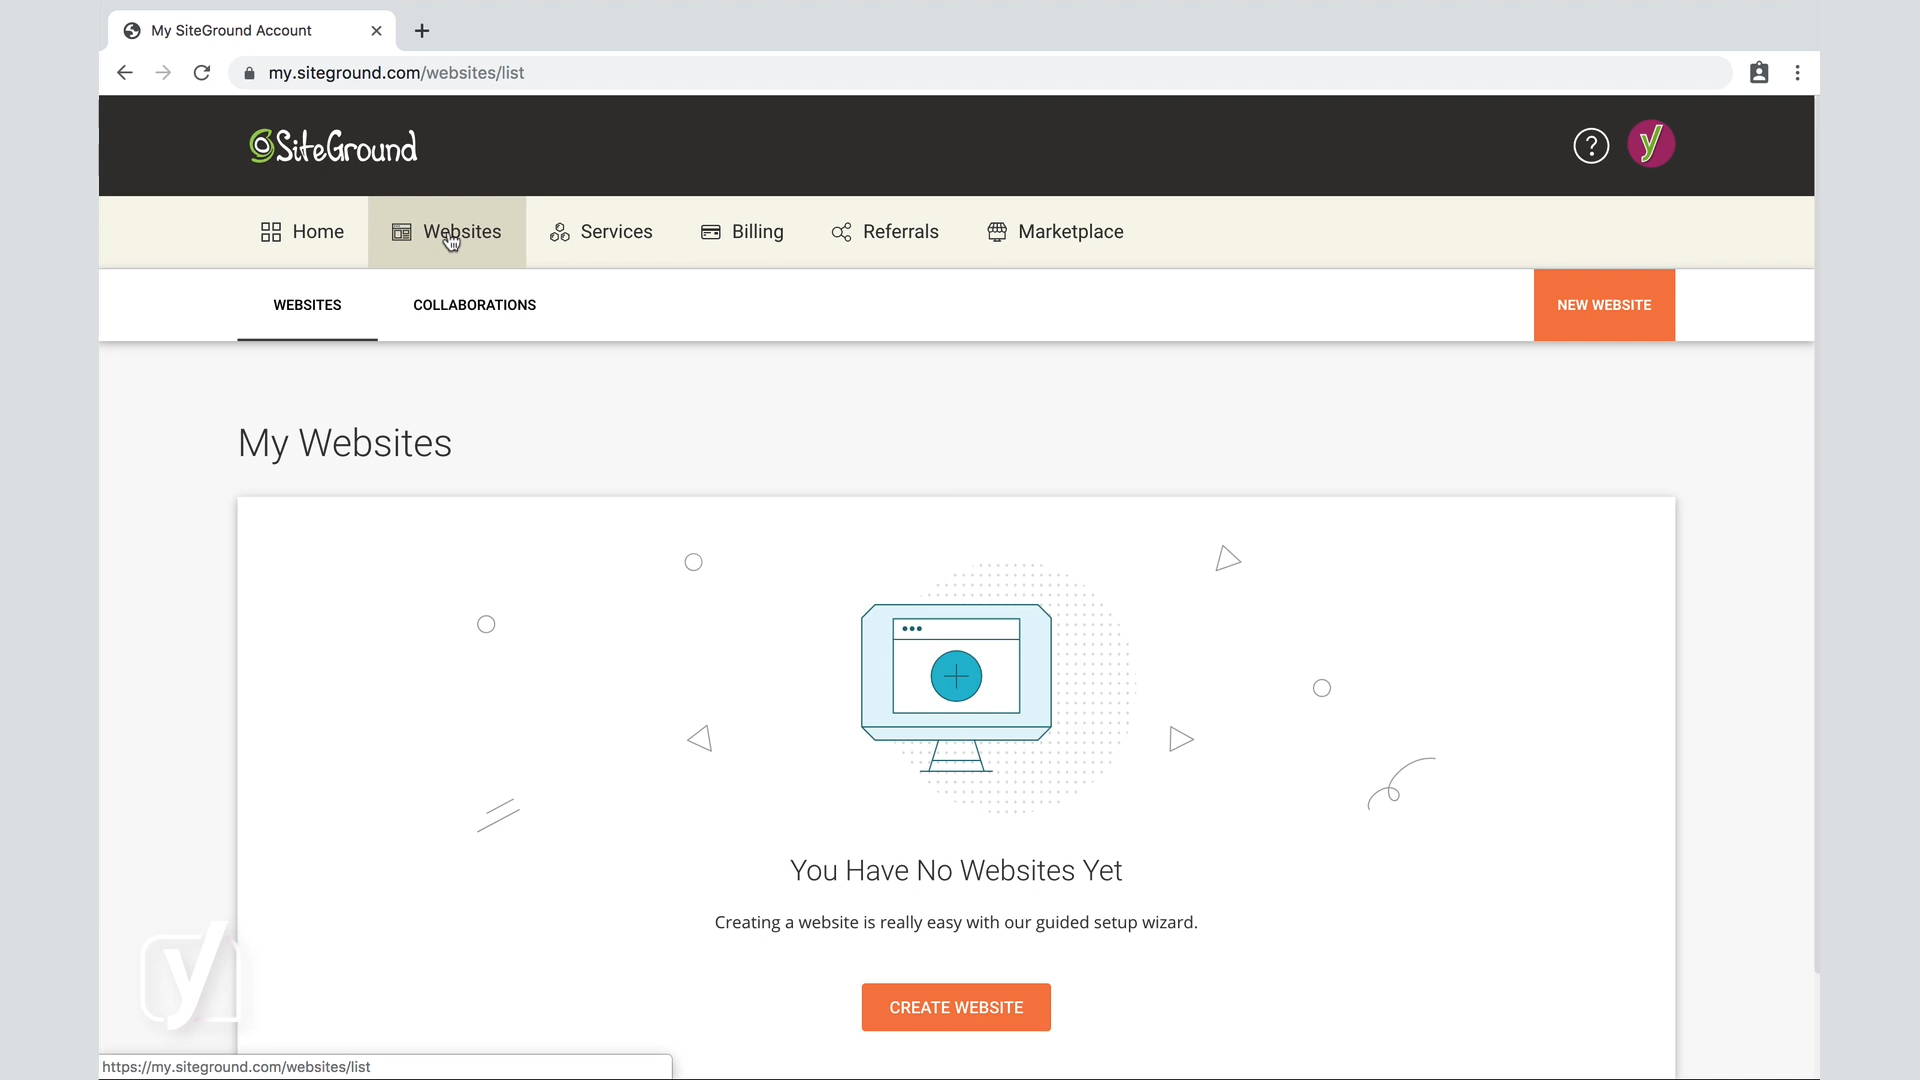 My SiteGround Account
my.siteground.com/websites/list
SiteGround
?
y
Home Websites Services Billing Referrals Marketplace
WEBSITES COLLABORATIONS NEW WEBSITE
My Websites
You Have No Websites Yet
Creating a website is really easy with our guided setup wizard.
y
CREATE WEBSITE
https://my.siteground.com/websites/list